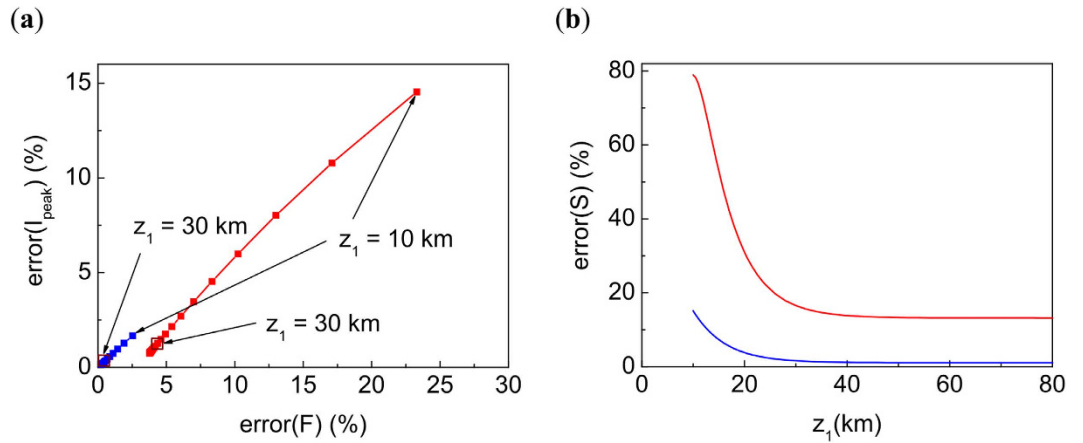 (a)
error(I_peak) (%)
15
10
5
0
0 5 10 15 20 25 30
error(F) (%)
z_1 = 30 km
z_1 = 10 km
z_1 = 30 km
(b)
error(S) (%)
80
60
40
20
0
0 20 40 60 80
z_1(km)